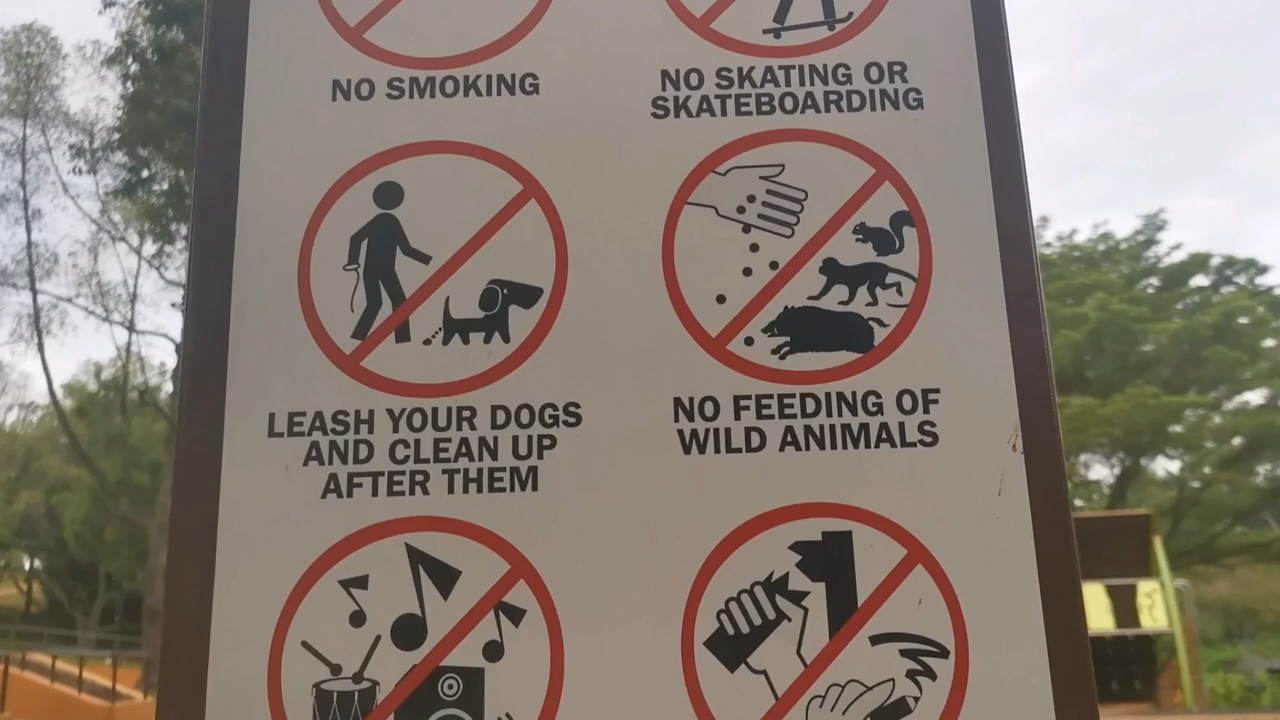 NO SMOKING
NO SKATING OR
SKATEBOARDING
LEASH YOUR DOGS
AND CLEAN UP
AFTER THEM
NO FEEDING OF
WILD ANIMALS